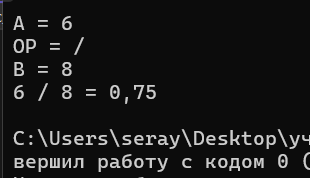 A = 6
OP = /
B = 8
6 / 8 = 0,75
C:\Users\seray\Desktop\уч
вершил работу с кодом 0 (